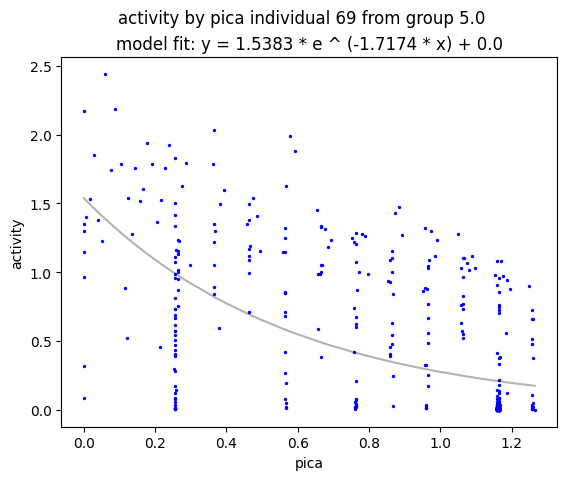 activity by pica individual 69 from group 5.0
model fit: y = 1.5383 * e ^ (-1.7174 * x) + 0.0
2.5
2.0
1.5
1.0
0.5
0.0
activity
0.0 0.2 0.4 0.6 0.8 1.0 1.2
pica